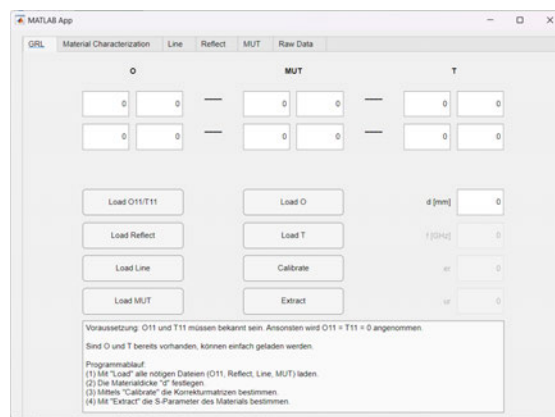 MATLAB App
GRL Material Characterization Line Reflect MUT Raw Data
O MUT T
0 0 — 0 0 — 0 0
0 0 — 0 0 — 0 0
Load O11/T11 Load O d [mm] 0
Load Reflect Load T f [GHz] 0
Load Line Calibrate 0
Load MUT Extract ur 0
Voraussetzung: O11 und T11 müssen bekannt sein. Ansonsten wird O11 = T11 = 0 angenommen.
Sind O und T bereits vorhanden, können einfach geladen werden.
Programmablauf:
(1) Mit "Load" alle nötigen Dateien (O11, Reflect, Line, MUT) laden.
(2) Die Materialdicke "d" festlegen.
(3) Mittels "Calibrate" die Korrekturmatrizen bestimmen.
(4) Mit "Extract" die S-Parameter des Materials bestimmen.